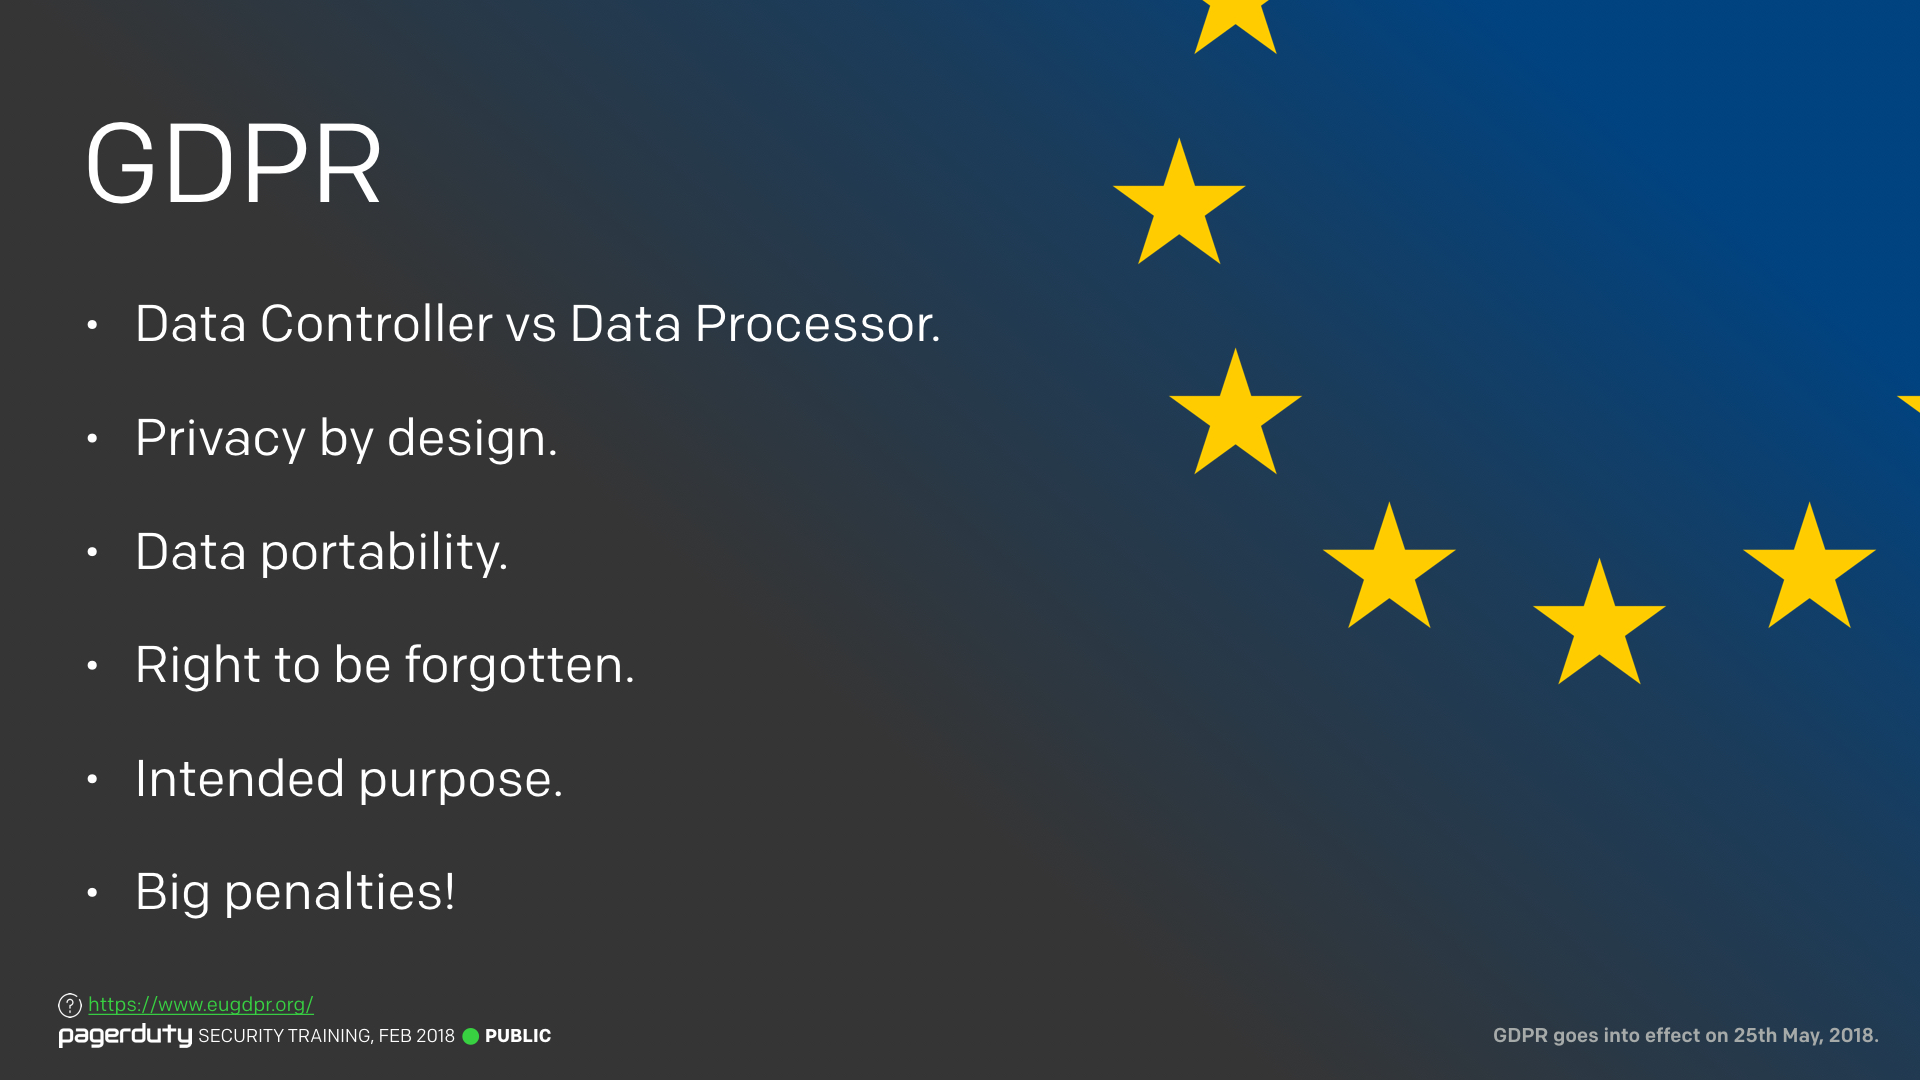 GDPR
• Data Controller vs Data Processor.
• Privacy by design.
• Data portability.
• Right to be forgotten.
• Intended purpose.
• Big penalties!
? https://www.eugdpr.org/
pagerduty SECURITY TRAINING, FEB 2018 PUBLIC
GDPR goes into effect on 25th May, 2018.